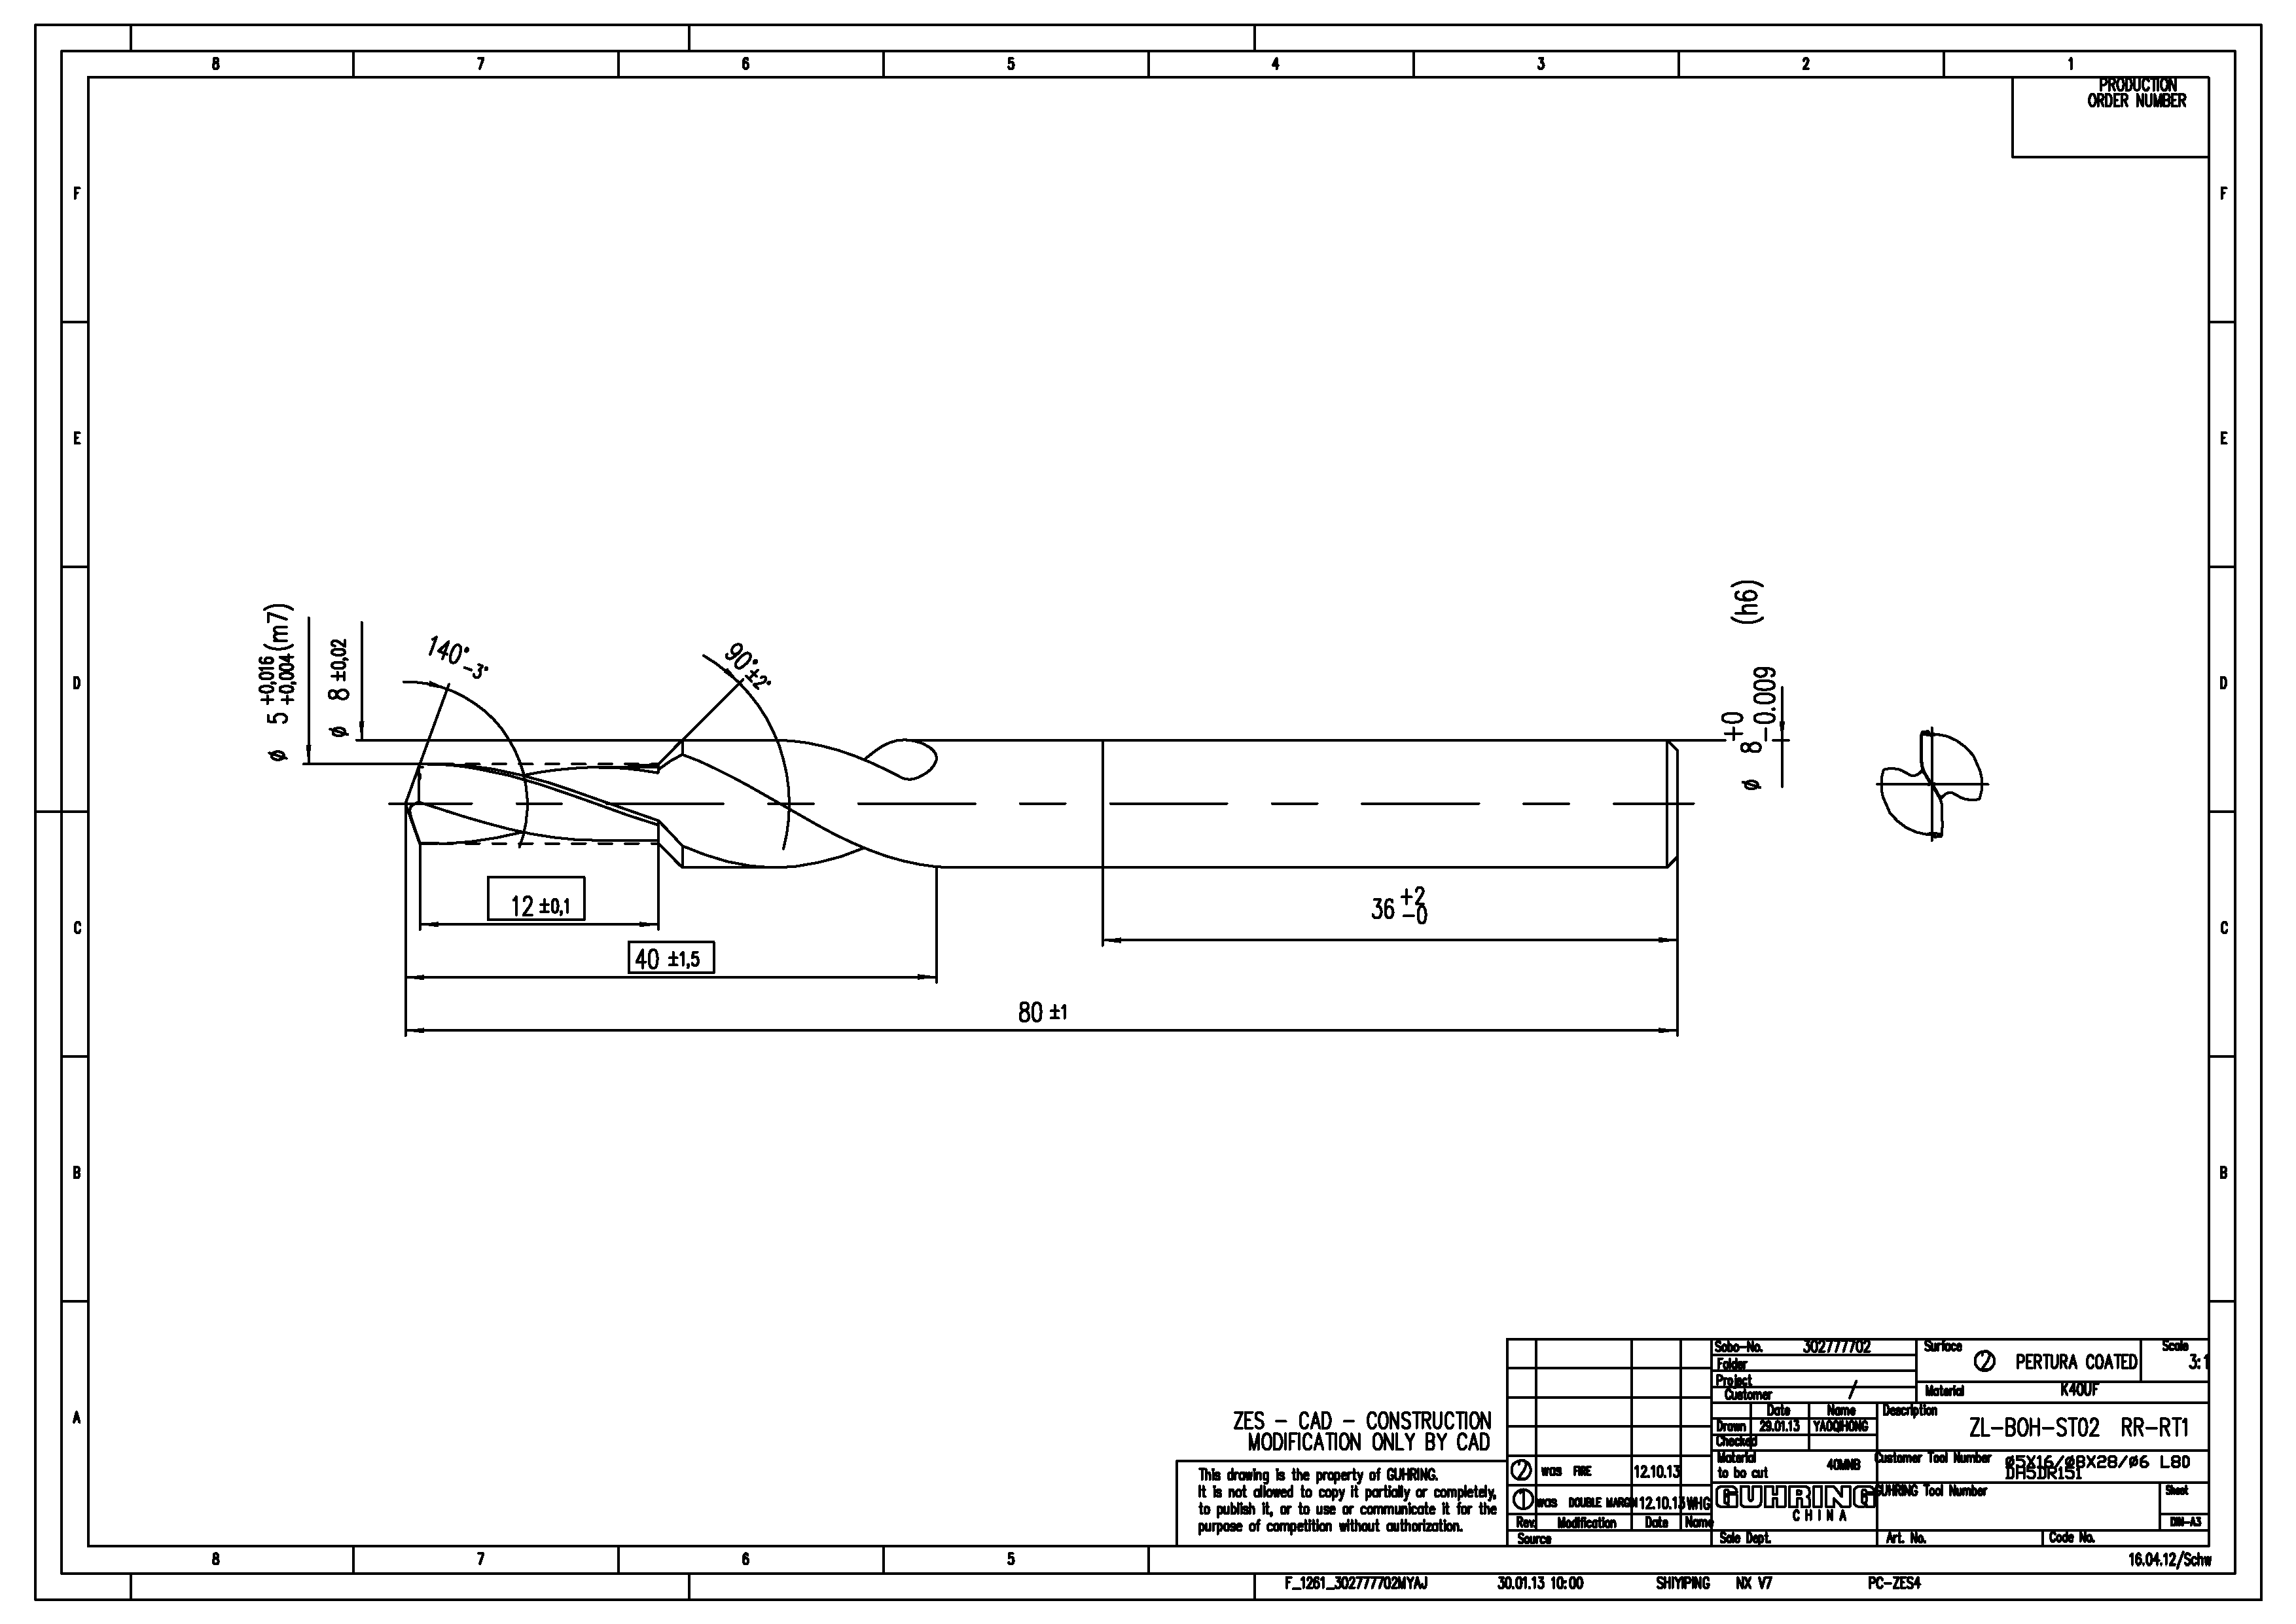 8 7 6 5 4 3 2 1
PRODUCTION
ORDER NUMBER
F F
E E
D D
C C
B B
A
ø 5 +0,016 +0,004 (m7)
ø 8 ±0,02
140° -3°
90° ±2°
ø 8 +0 -0.009 (h6)
12 ±0,1
40 ±1,5
80 ±1
36 +2 -0
ZES - CAD - CONSTRUCTION
MODIFICATION ONLY BY CAD
This drawing is the property of GUHRING.
It is not allowed to copy it partially or completely,
to publish it, or to use or communicate it for the
purpose of competition without authorization.
2 was FIRE 12.10.13
1 was DOUBLE MARGIN 12.10.13 WHG
Rev. Modification Date Name
Source
Sobo-No. 302777702
Folder
Project
Customer /
Surface 2 PERTURA COATED
Scale 3:1
Material K40UF
Date Name
Drawn 29.01.13 YAOQIHONG
Checked
Description
ZL-BOH-ST02 RR-RT1
Material
to bo cut 40MNB
Customer Tool Number ø5X16/ø8X28/ø6 L80
DH5DR151
GUHRING
CHINA
GUHRING Tool Number
Sheet
DIN-A3
Sale Dept.
Art. No.
Code No.
8 7 6 5
16.04.12/Schw
F_1261_302777702MYAJ 30.01.13 10:00 SHIYIPING NX V7 PC-ZES4